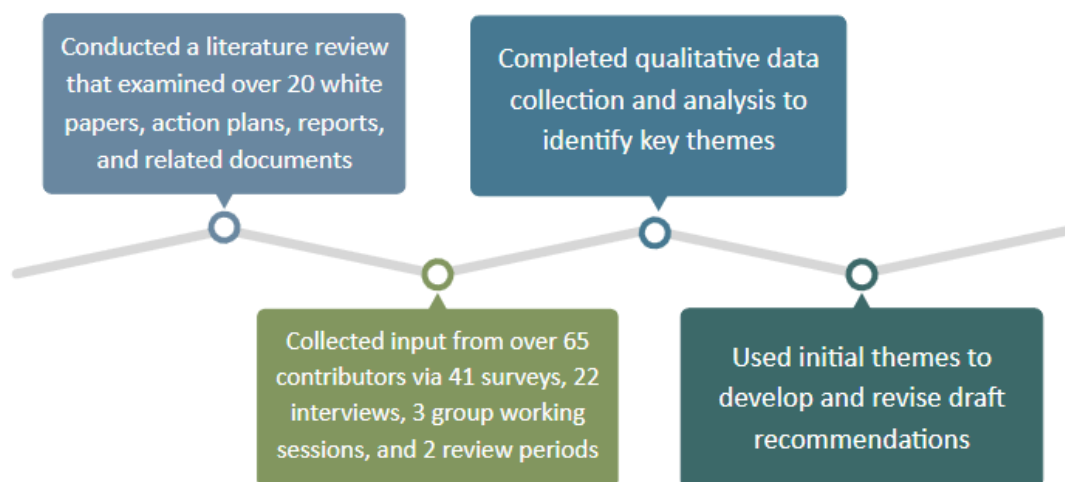 Conducted a literature review
that examined over 20 white
papers, action plans, reports,
and related documents
Collected input from over 65
contributors via 41 surveys, 22
interviews, 3 group working
sessions, and 2 review periods
Completed qualitative data
collection and analysis to
identify key themes
Used initial themes to
develop and revise draft
recommendations